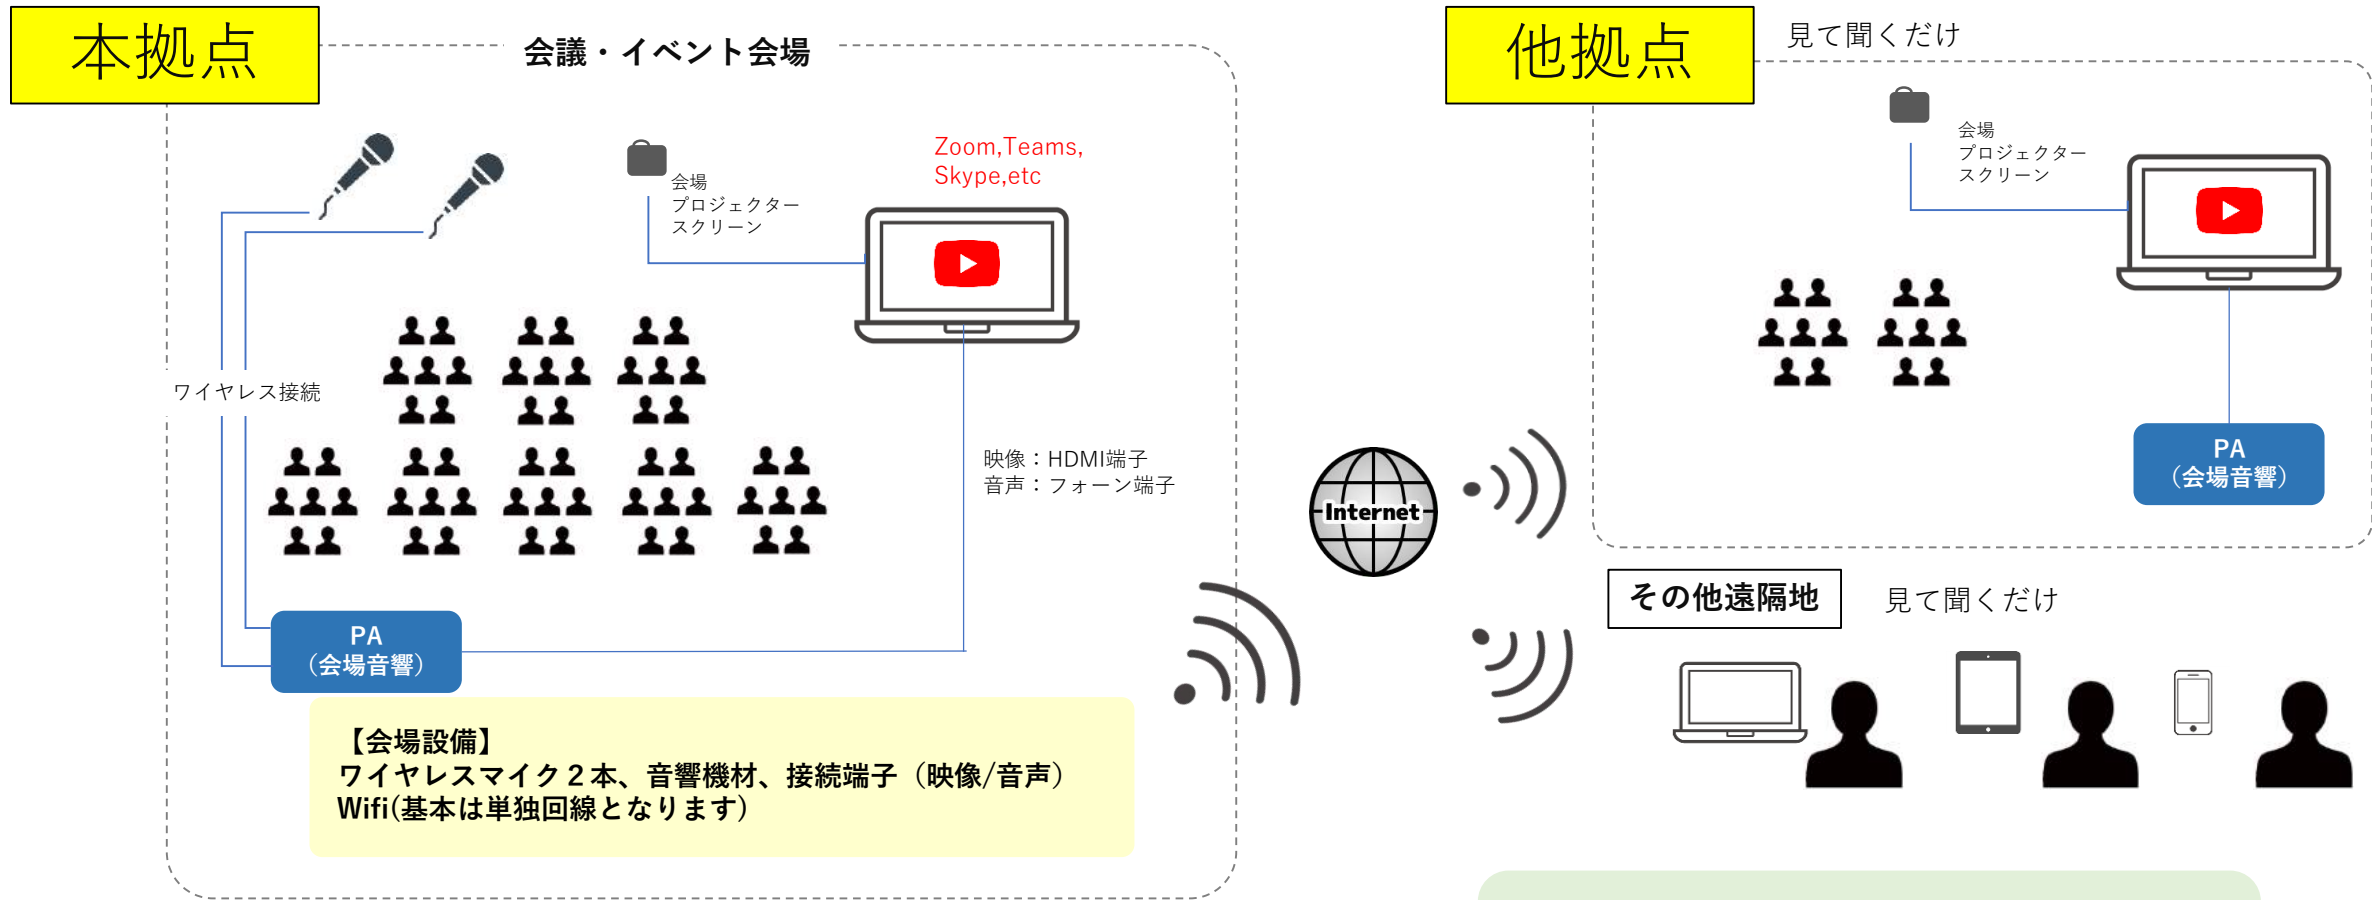 本拠点
会議・イベント会場
Zoom,Teams,
Skype,etc
会場
プロジェクター
スクリーン
ワイヤレス接続
映像：HDMI端子
音声：フォーン端子
PA
（会場音響）
【会場設備】
ワイヤレスマイク２本、音響機材、接続端子（映像/音声）
Wifi(基本は単独回線となります)
Internet
他拠点
見て聞くだけ
会場
プロジェクター
スクリーン
PA
（会場音響）
その他遠隔地
見て聞くだけ